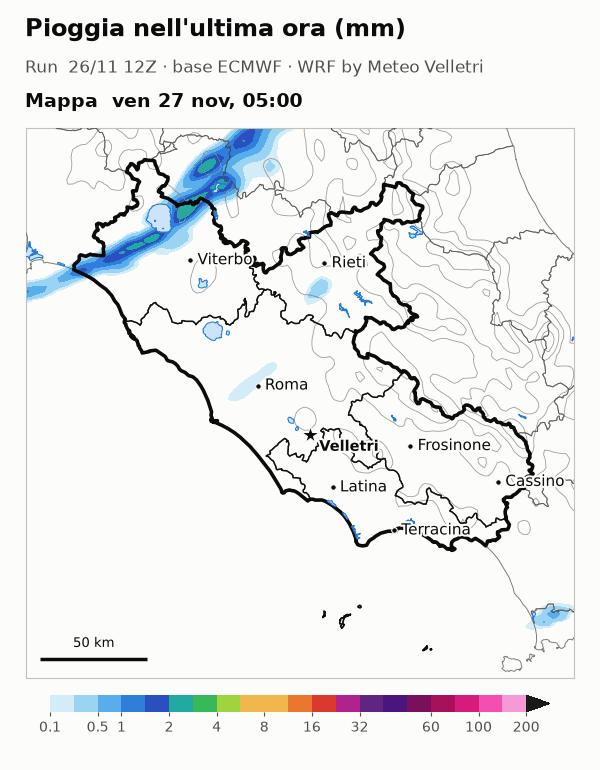 Pioggia nell'ultima ora (mm)
Run  26/11 12Z · base ECMWF · WRF by Meteo Velletri
Mappa  ven 27 nov, 05:00
Viterbo
Rieti
Roma
Velletri
Frosinone
Latina
Cassino
Terracina
50 km
0.1 0.5 1 2 4 8 16 32 60 100 200